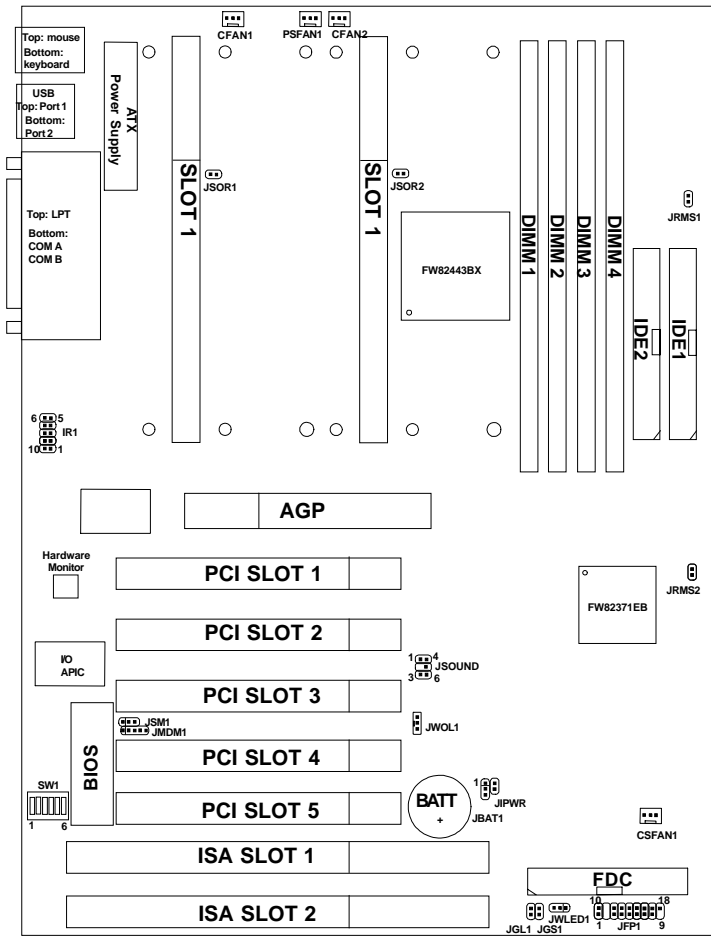 CFAN1
PSFAN1
CFAN2
Top: mouse
Bottom:
keyboard
USB
Top: Port 1
Bottom:
Port 2
ATX
Power Supply
Top: LPT
Bottom:
COM A
COM B
SLOT 1
JSOR1
SLOT 1
JSOR2
FW82443BX
DIMM 1
DIMM 2
DIMM 3
DIMM 4
JRMS1
IDE2
IDE1
6
5
IR1
10
1
AGP
Hardware
Monitor
PCI SLOT 1
FW82371EB
JRMS2
I/O
APIC
PCI SLOT 2
1
4
JSOUND
3
6
PCI SLOT 3
JSM1
JMDM1
JWOL1
BIOS
PCI SLOT 4
SW1
1
6
PCI SLOT 5
BATT
+
1
JIPWR
JBAT1
CSFAN1
ISA SLOT 1
FDC
ISA SLOT 2
10
18
JWLED1
JGL1
JGS1
1
JFP1
9